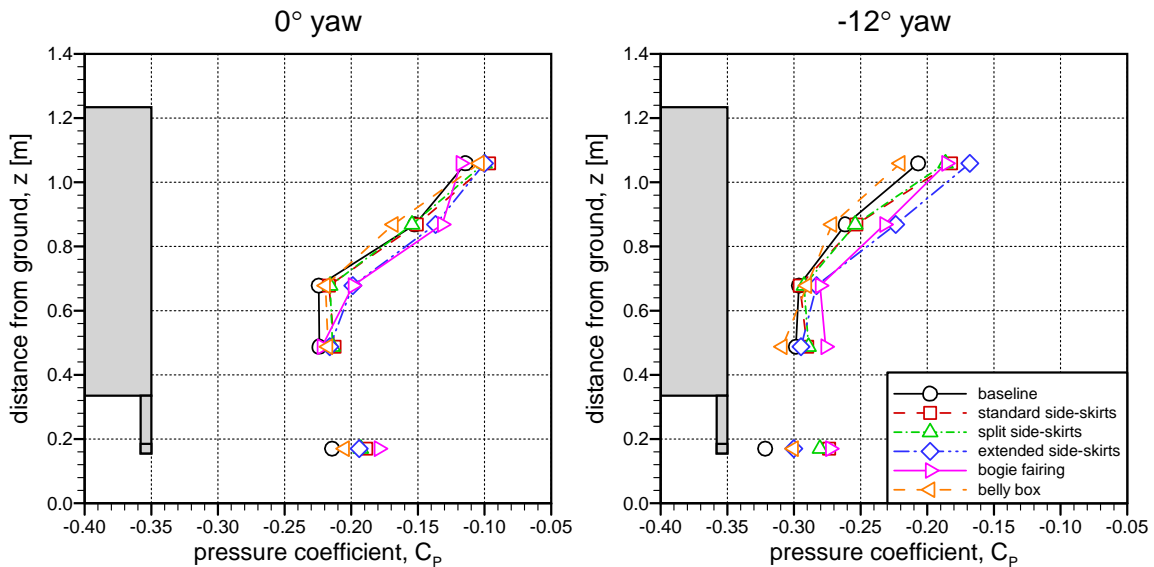 0° yaw
-12° yaw
distance from ground, z [m]
1.4
1.2
1.0
0.8
0.6
0.4
0.2
0.0
-0.40
-0.35
-0.30
-0.25
-0.20
-0.15
-0.10
-0.05
pressure coefficient, C_P
distance from ground, z [m]
1.4
1.2
1.0
0.8
0.6
0.4
0.2
0.0
-0.40
-0.35
-0.30
-0.25
-0.20
-0.15
-0.10
-0.05
pressure coefficient, C_P
baseline
standard side-skirts
split side-skirts
extended side-skirts
bogie fairing
belly box